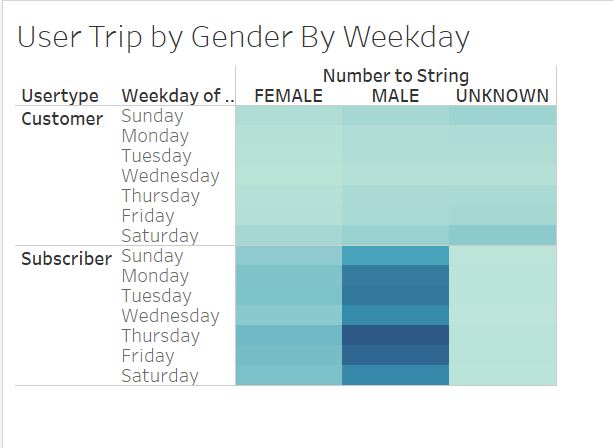 User Trip by Gender By Weekday
Number to String
Usertype Weekday of .. FEMALE MALE UNKNOWN
Customer Sunday
Monday
Tuesday
Wednesday
Thursday
Friday
Saturday
Subscriber Sunday
Monday
Tuesday
Wednesday
Thursday
Friday
Saturday